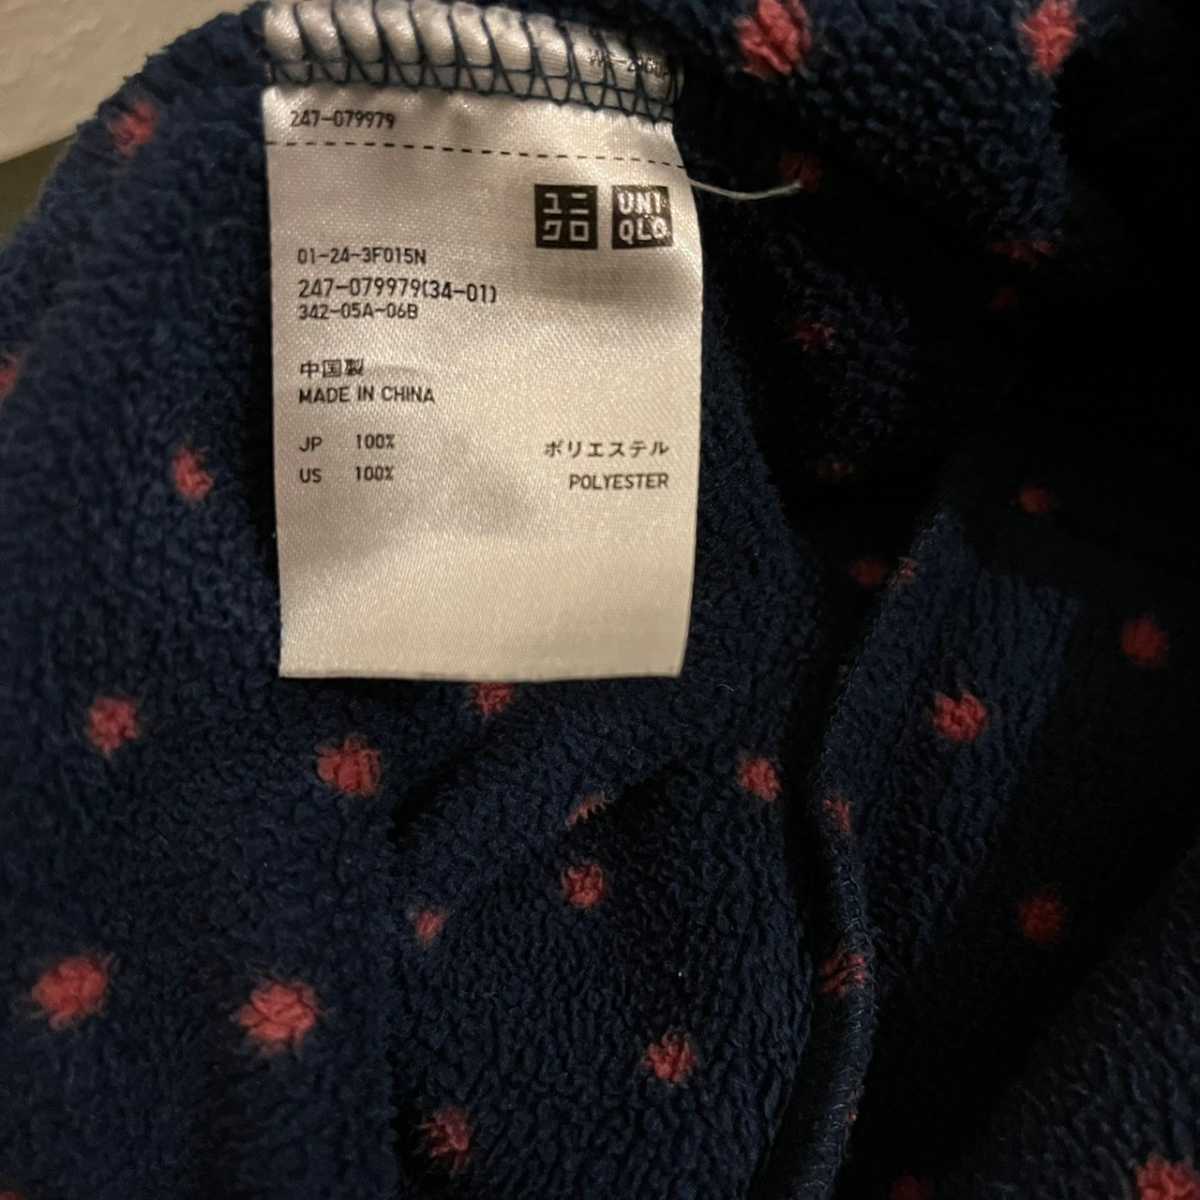 247-079979
ユニ
クロ
UNI
QLO
01-24-3F015N
247-079979(34-01)
342-05A-06B
中国製
MADE IN CHINA
JP 100% ポリエステル
US 100% POLYESTER